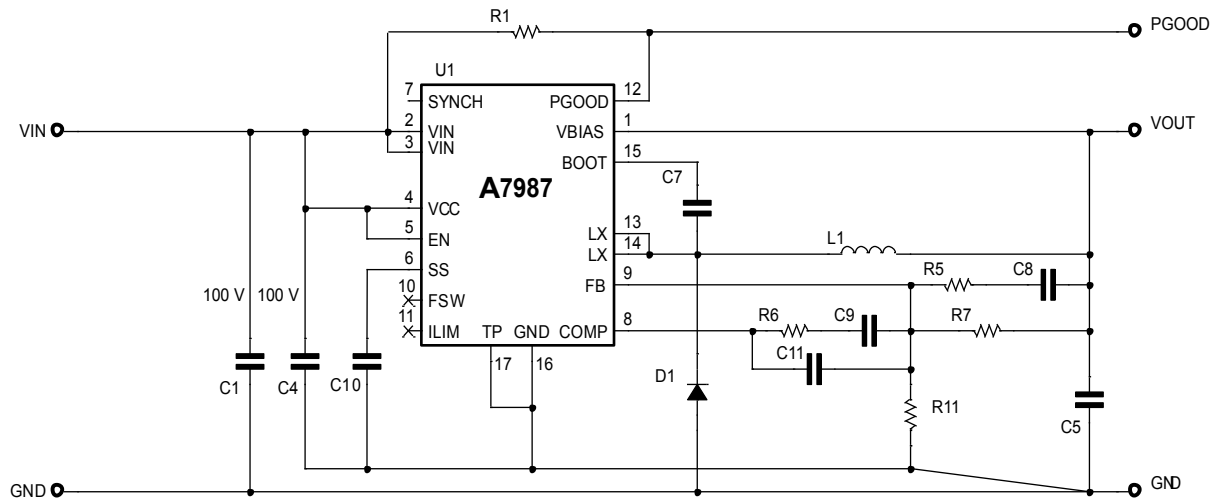 R1
PGOOD
U1
7 SYNCH
PGOOD 12
VIN
2 VIN
3 VIN
VBIAS 1
VOUT
BOOT 15
C7
A7987
4 VCC
5 EN
6 SS
LX 13
LX 14
L1
FB 9
R5
C8
100 V 100 V
10 FSW
11 ILIM
TP GND COMP 8
R6
C9
R7
17 16
C11
C1 C4 C10
D1
R11
C5
GND
GND